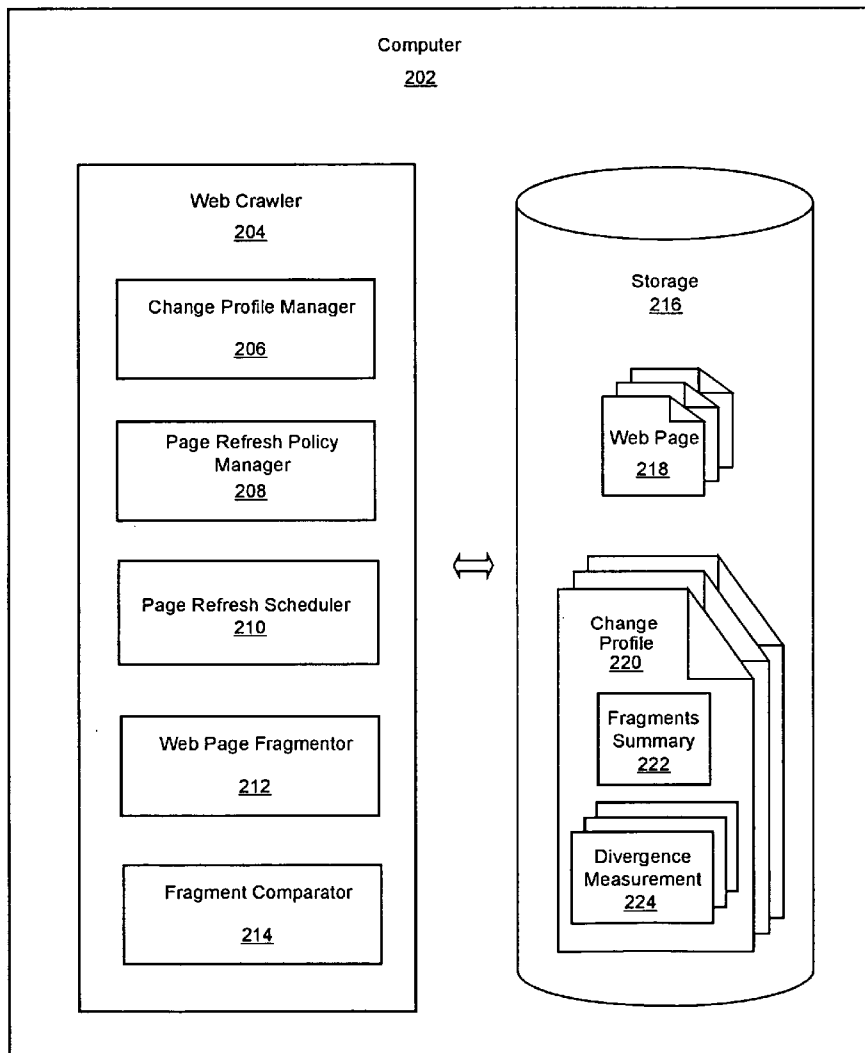 Computer
202
Web Crawler
204
Change Profile Manager
206
Page Refresh Policy
Manager
208
Page Refresh Scheduler
210
Web Page Fragmentor
212
Fragment Comparator
214
Storage
216
Web Page
218
Change
Profile
220
Fragments
Summary
222
Divergence
Measurement
224